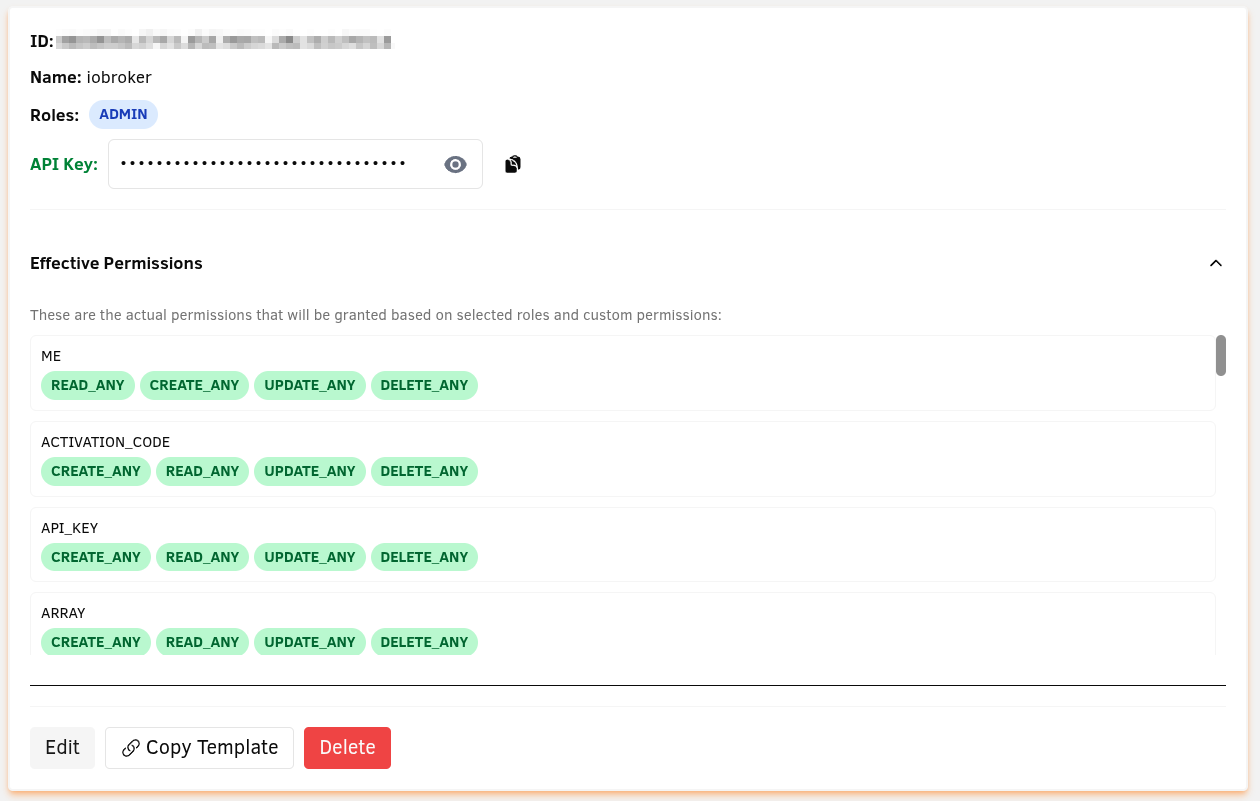 ID:
Name: iobroker
Roles: ADMIN
API Key: ••••••••••••••••••••••••••••••••
Effective Permissions
These are the actual permissions that will be granted based on selected roles and custom permissions:
ME
READ_ANY CREATE_ANY UPDATE_ANY DELETE_ANY
ACTIVATION_CODE
CREATE_ANY READ_ANY UPDATE_ANY DELETE_ANY
API_KEY
CREATE_ANY READ_ANY UPDATE_ANY DELETE_ANY
ARRAY
CREATE_ANY READ_ANY UPDATE_ANY DELETE_ANY
Edit Copy Template Delete